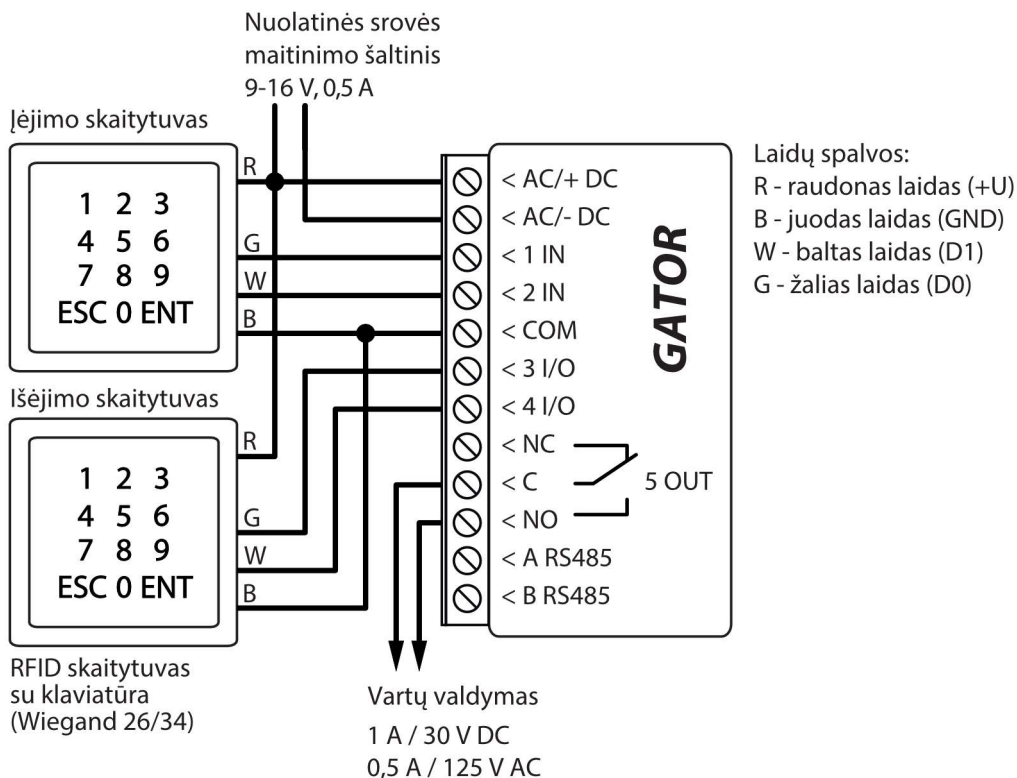 Nuolatinės srovės
maitinimo šaltinis
9-16 V, 0,5 A
Įėjimo skaitytuvas
R
G
W
B
1 2 3
4 5 6
7 8 9
ESC 0 ENT
Išėjimo skaitytuvas
R
G
W
B
1 2 3
4 5 6
7 8 9
ESC 0 ENT
RFID skaitytuvas
su klaviatūra
(Wiegand 26/34)
< AC/+ DC
< AC/- DC
< 1 IN
< 2 IN
< COM
< 3 I/O
< 4 I/O
< NC
< C
< NO
< A RS485
< B RS485
5 OUT
GATOR
Vartų valdymas
1 A / 30 V DC
0,5 A / 125 V AC
Laidų spalvos:
R - raudonas laidas (+U)
B - juodas laidas (GND)
W - baltas laidas (D1)
G - žalias laidas (D0)